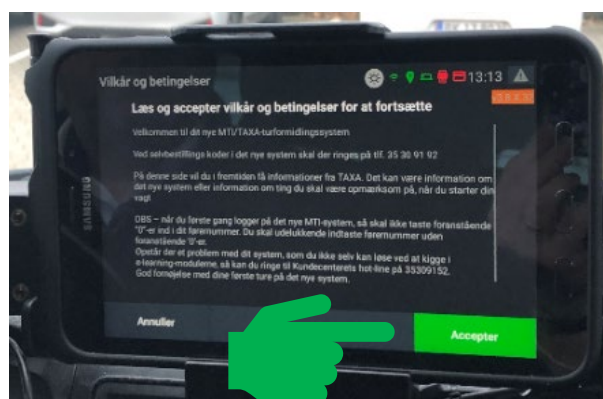 Vilkår og betingelser
13:13
Læs og accepter vilkår og betingelser for at fortsætte
Velkommen til dit nye MTI/TAXA-turformidlingssystem
Ved selvbestillings koder i det nye system skal der ringes på tlf. 35 30 91 92
På denne side vil du i fremtiden få informationer fra TAXA. Det kan være information om
det nye system eller information om ting du skal være opmærksom på, når du starter din
vagt
OBS – når du første gang logger på det nye MTI-system, så skal ikke taste foranstående
"0"-er ind i dit førernummer. Du skal udelukkende indtaste førernummer uden
foranstående '0'-er.
Opstår der et problem med dit system, som du ikke selv kan løse ved at kigge i
e-learning-modulerne, så kan du ringe til Kundecenterets hot-line på 35309152.
God fornøjelse med dine første ture på det nye system.
Annuller
Accepter
SAMSUNG